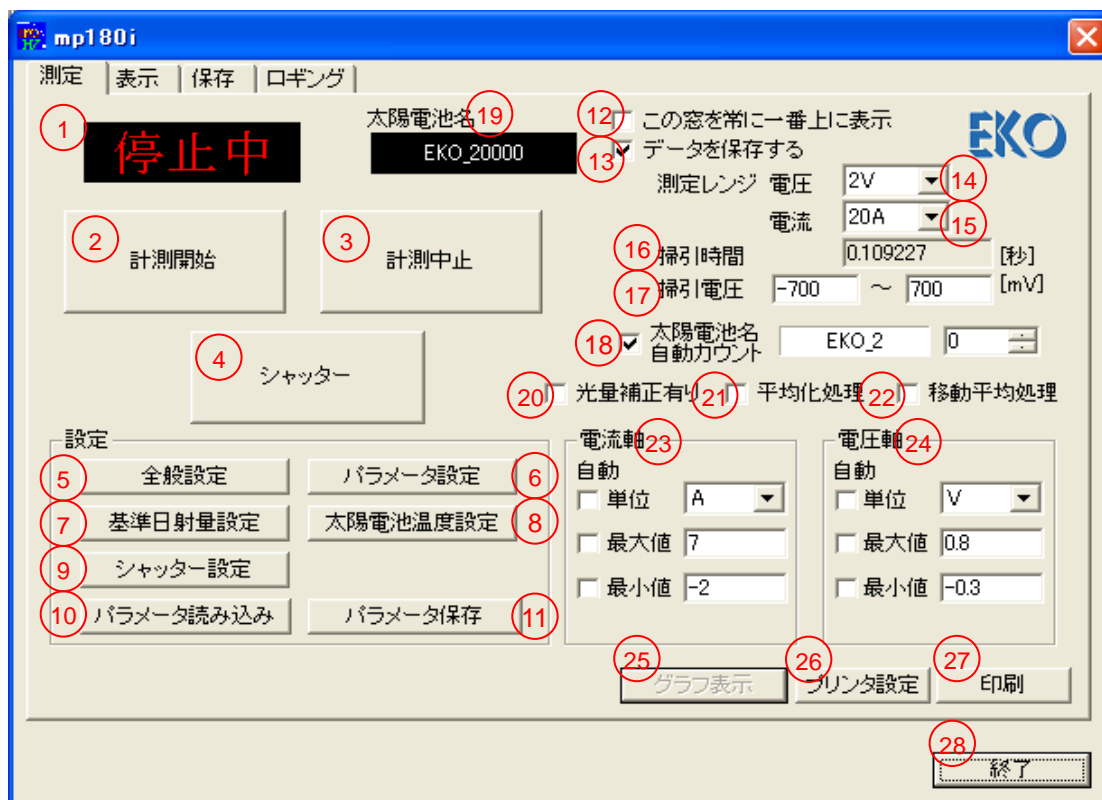 mp180i
測定 表示 保存 ロギング
1 停止中
太陽電池名 19
EKO_20000
12 この窓を常に一番上に表示
13 データを保存する
EKO
測定レンジ 電圧 2V 14
電流 20A 15
16 掃引時間 0.109227 [秒]
17 掃引電圧 -700 ～ 700 [mV]
18 太陽電池名
自動カウント EKO_2 0
2 計測開始
3 計測中止
4 シャッター
20 光量補正有り 21 平均化処理 22 移動平均処理
設定
5 全般設定 パラメータ設定 6
7 基準日射量設定 太陽電池温度設定 8
9 シャッター設定
10 パラメータ読み込み パラメータ保存 11
電流軸 23
自動
単位 A
最大値 7
最小値 -2
電圧軸 24
自動
単位 V
最大値 0.8
最小値 -0.3
25 グラフ表示 26 プリンタ設定 27 印刷
28 終了